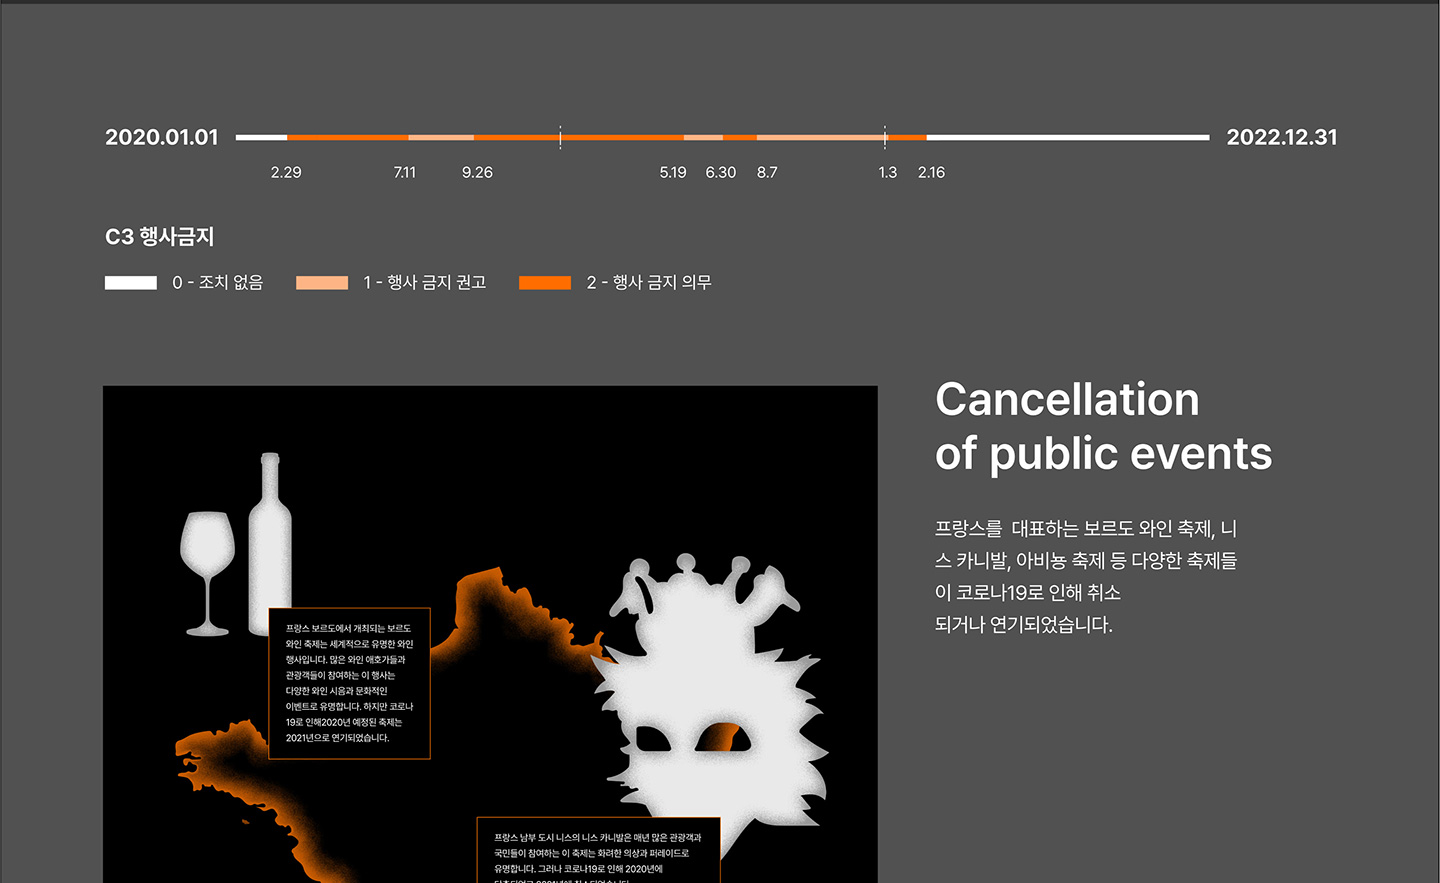 2020.01.01
2022.12.31
2.29 7.11 9.26 5.19 6.30 8.7 1.3 2.16
C3 행사금지
0 - 조치 없음 1 - 행사 금지 권고 2 - 행사 금지 의무
Cancellation
of public events
프랑스를 대표하는 보르도 와인 축제, 니
스 카니발, 아비뇽 축제 등 다양한 축제들
이 코로나19로 인해 취소
되거나 연기되었습니다.
프랑스 보르도에서 개최되는 보르도
와인 축제는 세계적으로 유명한 와인
행사입니다. 많은 와인 애호가들과
관광객들이 참여하는 이 행사는
다양한 와인 시음과 문화적인
이벤트로 유명합니다. 하지만 코로나
19로 인해2020년 예정된 축제는
2021년으로 연기되었습니다.
프랑스 남부 도시 니스의 니스 카니발은 매년 많은 관광객과
국민들이 참여하는 이 축제는 화려한 의상과 퍼레이드로
유명합니다. 그러나 코로나19로 인해 2020년에